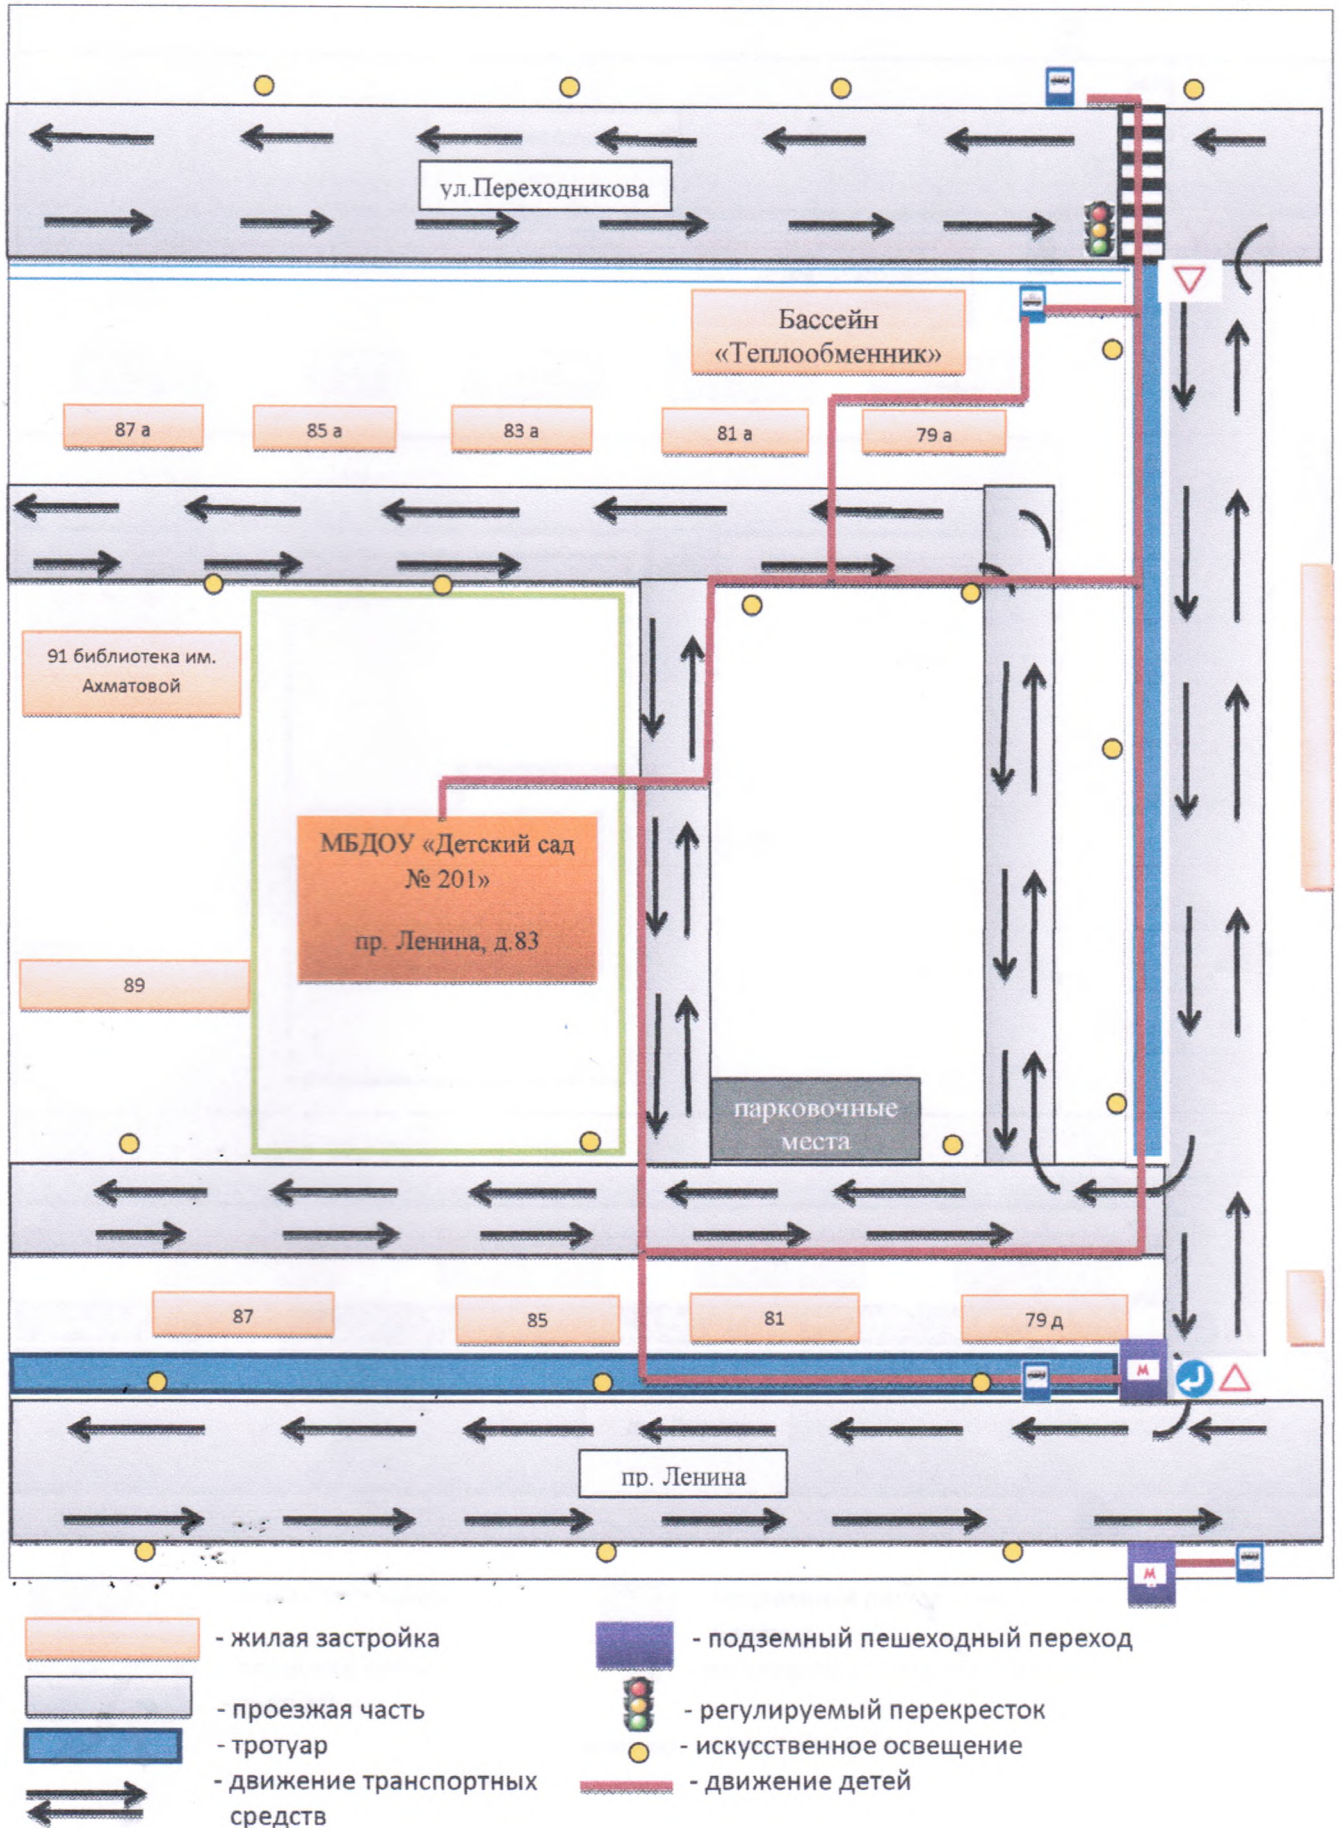 ул.Переходникова
Бассейн
«Теплообменник»
87 а
85 а
83 а
81 а
79 а
91 библиотека им.
Ахматовой
МБДОУ «Детский сад
№ 201»
пр. Ленина, д.83
89
парковочные
места
87
85
81
79 д
М
пр. Ленина
М
- жилая застройка
- подземный пешеходный переход
- проезжая часть
- регулируемый перекресток
- тротуар
- искусственное освещение
- движение транспортных
средств
- движение детей